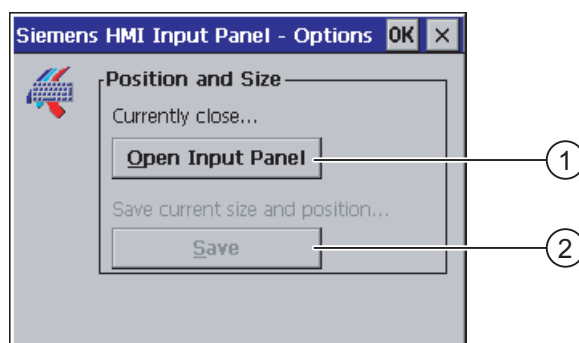 Siemens HMI Input Panel - Options OK ×
Position and Size
Currently close...
Open Input Panel
1
Save current size and position...
Save
2